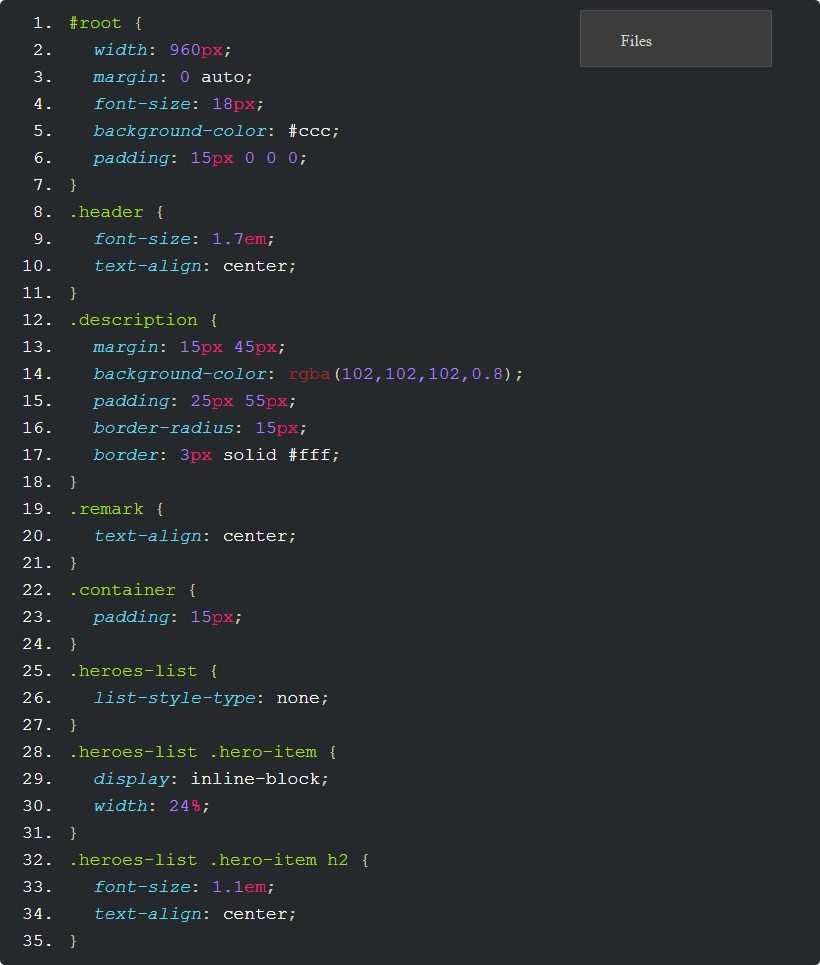 1. #root {
Files
2. width: 960px;
3. margin: 0 auto;
4. font-size: 18px;
5. background-color: #ccc;
6. padding: 15px 0 0 0;
7. }
8. .header {
9. font-size: 1.7em;
10. text-align: center;
11. }
12. .description {
13. margin: 15px 45px;
14. background-color: rgba(102,102,102,0.8);
15. padding: 25px 55px;
16. border-radius: 15px;
17. border: 3px solid #fff;
18. }
19. .remark {
20. text-align: center;
21. }
22. .container {
23. padding: 15px;
24. }
25. .heroes-list {
26. list-style-type: none;
27. }
28. .heroes-list .hero-item {
29. display: inline-block;
30. width: 24%;
31. }
32. .heroes-list .hero-item h2 {
33. font-size: 1.1em;
34. text-align: center;
35. }